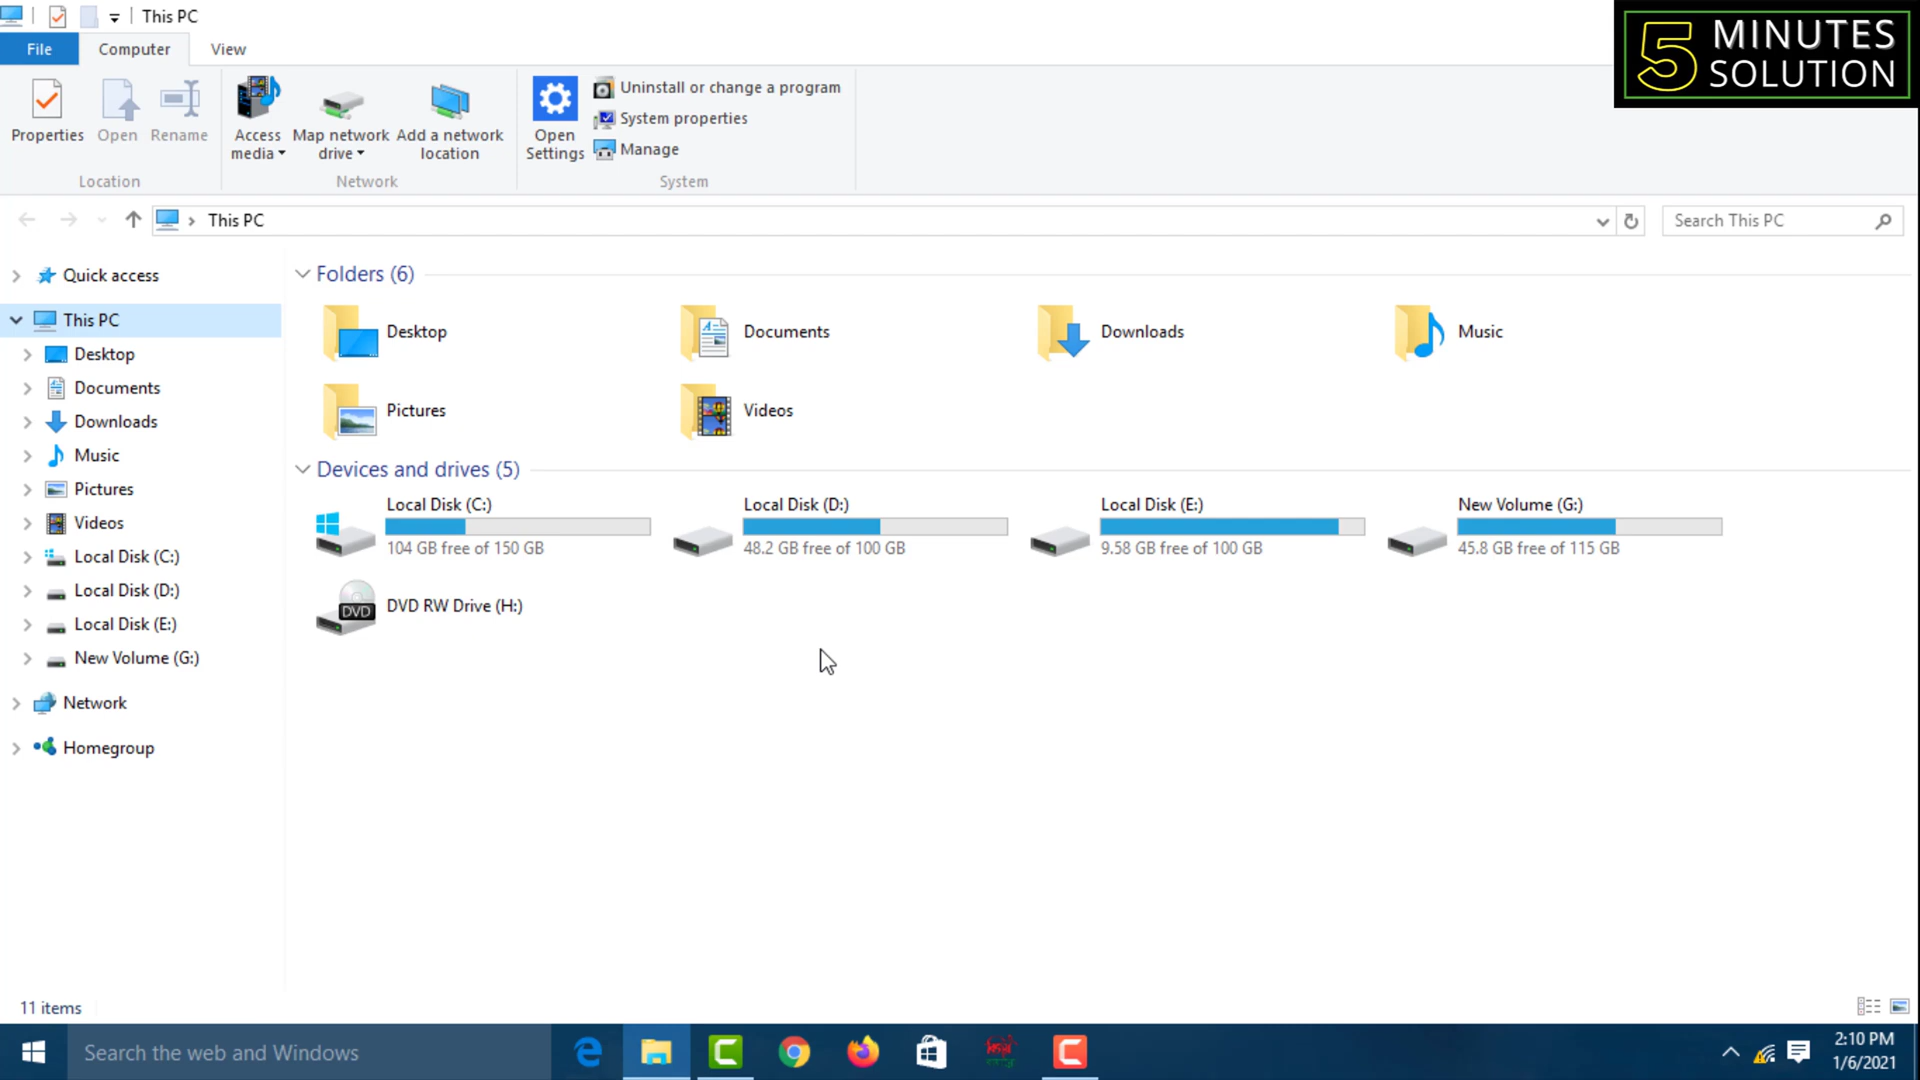 This PC
5 MINUTES
SOLUTION
File Computer View
Properties Open Rename Access media Map network drive Add a network location Open Settings
Uninstall or change a program
System properties
Manage
Location Network System
This PC
Search This PC
Quick access
This PC
Desktop
Documents
Downloads
Music
Pictures
Videos
Local Disk (C:)
Local Disk (D:)
Local Disk (E:)
New Volume (G:)
Network
Homegroup
Folders (6)
Desktop Documents Downloads Music
Pictures Videos
Devices and drives (5)
Local Disk (C:)
104 GB free of 150 GB
Local Disk (D:)
48.2 GB free of 100 GB
Local Disk (E:)
9.58 GB free of 100 GB
New Volume (G:)
45.8 GB free of 115 GB
DVD
DVD RW Drive (H:)
11 items
Search the web and Windows
2:10 PM
1/6/2021